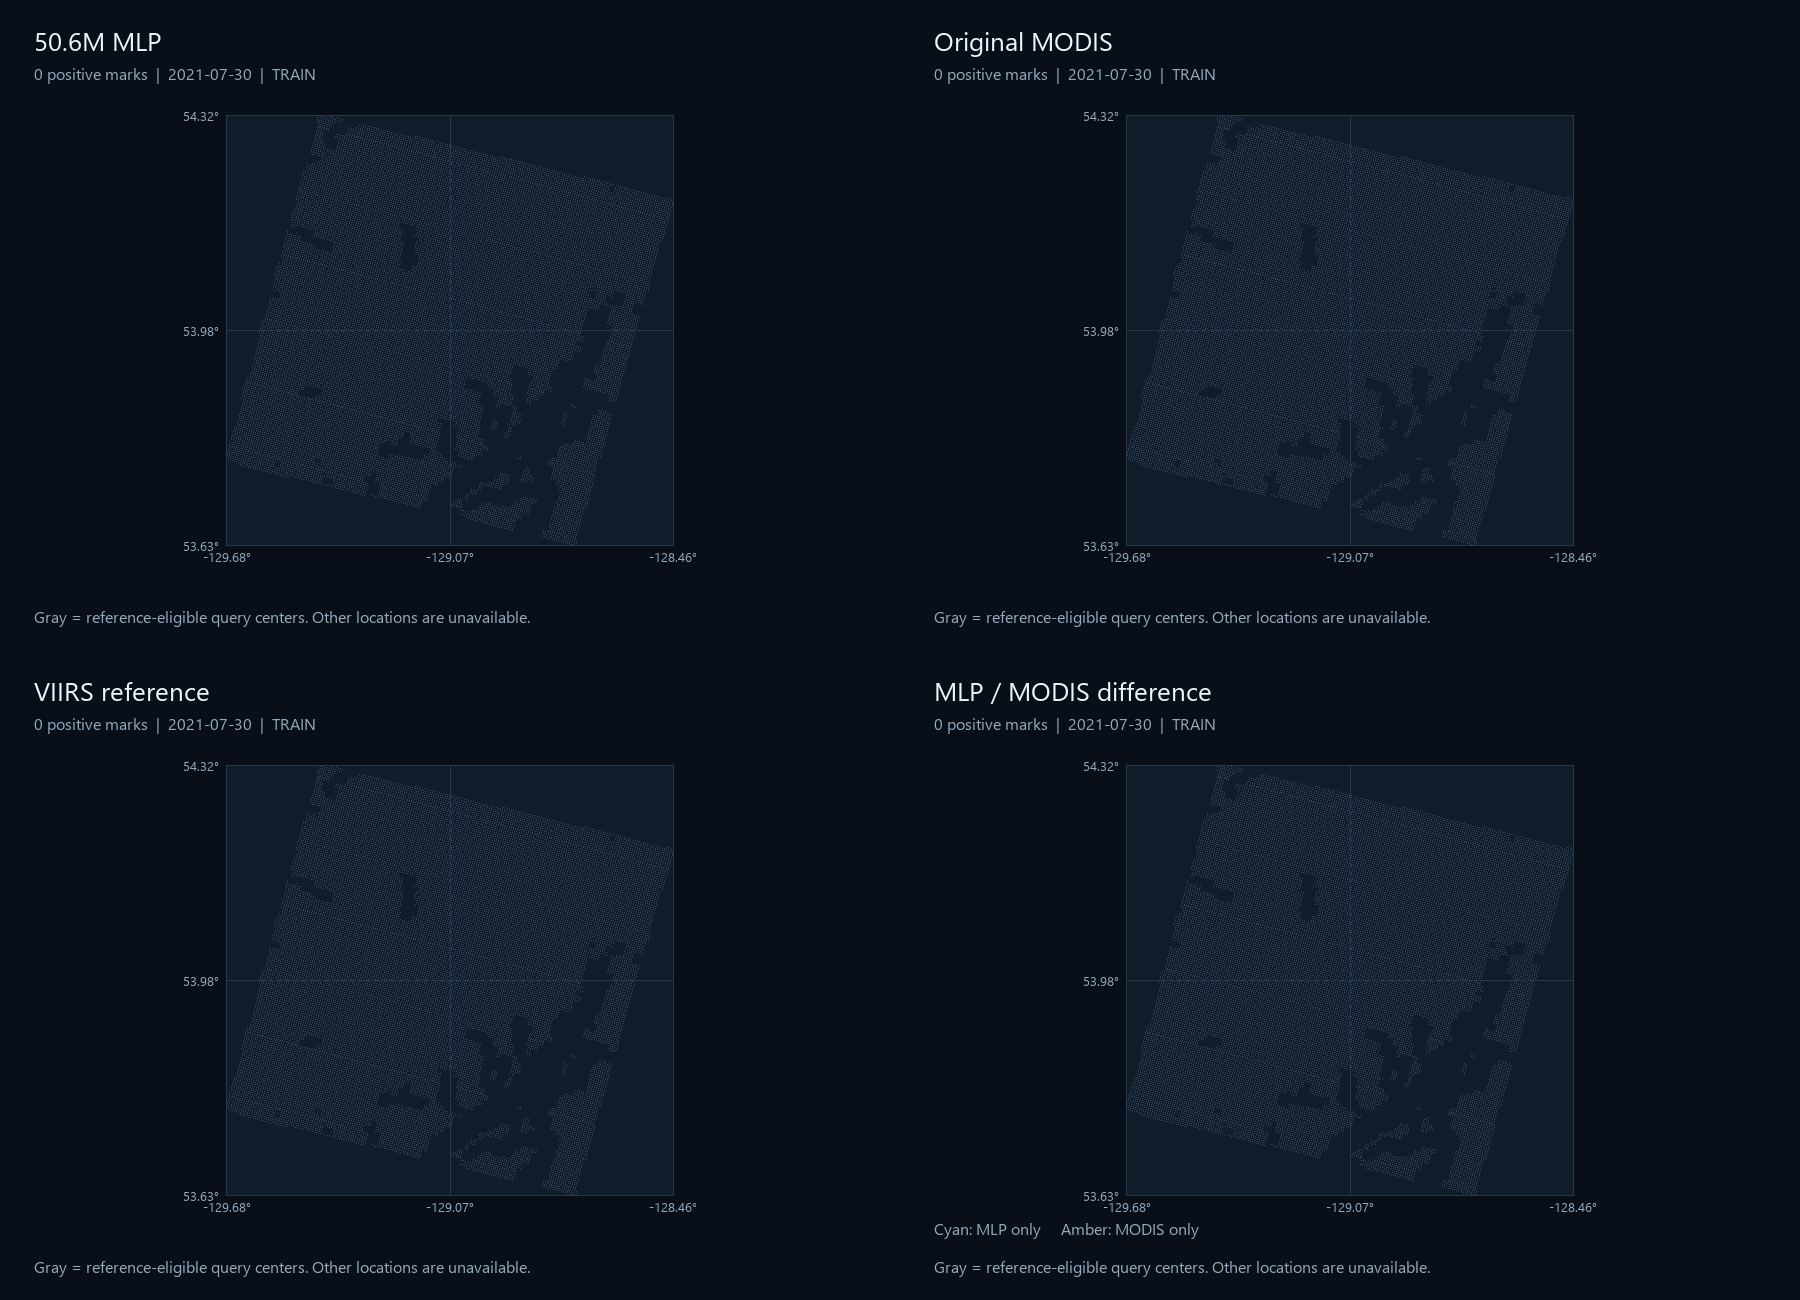 50.6M MLP
0 positive marks | 2021-07-30 | TRAIN
54.32°
53.98°
53.63°
-129.68°
-129.07°
-128.46°
Gray = reference-eligible query centers. Other locations are unavailable.
Original MODIS
0 positive marks | 2021-07-30 | TRAIN
54.32°
53.98°
53.63°
-129.68°
-129.07°
-128.46°
Gray = reference-eligible query centers. Other locations are unavailable.
VIIRS reference
0 positive marks | 2021-07-30 | TRAIN
54.32°
53.98°
53.63°
-129.68°
-129.07°
-128.46°
Gray = reference-eligible query centers. Other locations are unavailable.
MLP / MODIS difference
0 positive marks | 2021-07-30 | TRAIN
54.32°
53.98°
53.63°
-129.68°
-129.07°
-128.46°
Cyan: MLP only Amber: MODIS only
Gray = reference-eligible query centers. Other locations are unavailable.